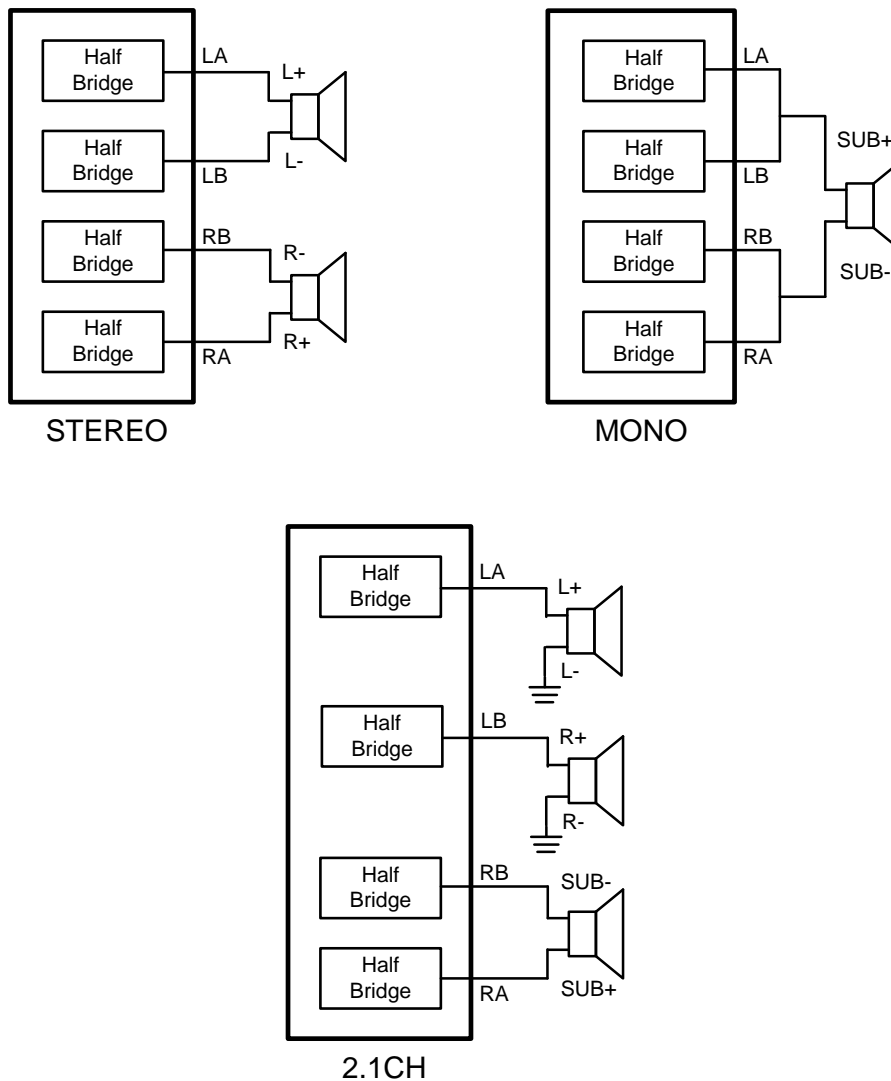 Half
Bridge
LA
L+
Half
Bridge
LB
L-
Half
Bridge
RB
R-
Half
Bridge
RA
R+
STEREO
Half
Bridge
LA
Half
Bridge
LB
SUB+
Half
Bridge
RB
SUB-
Half
Bridge
RA
MONO
Half
Bridge
LA
L+
L-
Half
Bridge
LB
R+
R-
Half
Bridge
RB
SUB-
Half
Bridge
RA
SUB+
2.1CH